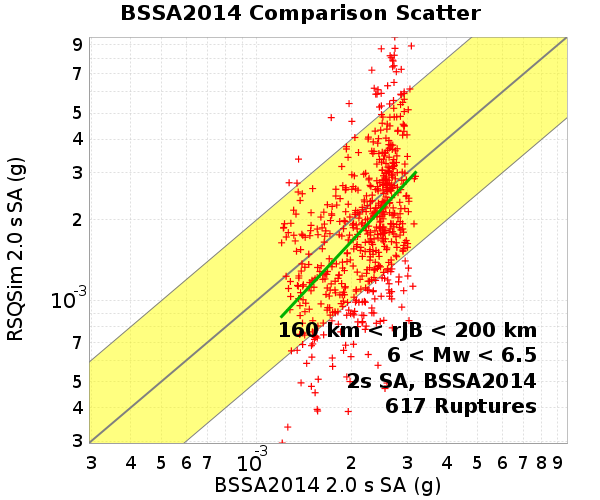 BSSA2014 Comparison Scatter
RSQSim 2.0 s SA (g)
9
7
5
4
3
2
10-3
7
5
4
3
160 km < rJB < 200 km
6 < Mw < 6.5
2s SA, BSSA2014
617 Ruptures
3 4 5 6 7 10-3 2 3 4 5 6 7 8 9
BSSA2014 2.0 s SA (g)